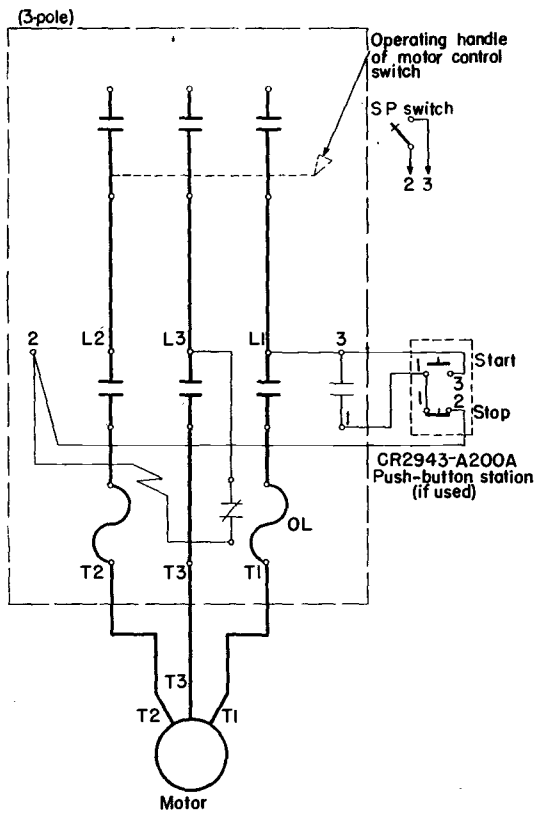 (3-pole)
Operating handle
of motor control
switch
SP switch
2 3
2 L2 L3 L1 3
Start
3
2
Stop
1
CR2943-A200A
Push-button station
(if used)
OL
T2 T3 T1
T3
T2 T1
Motor